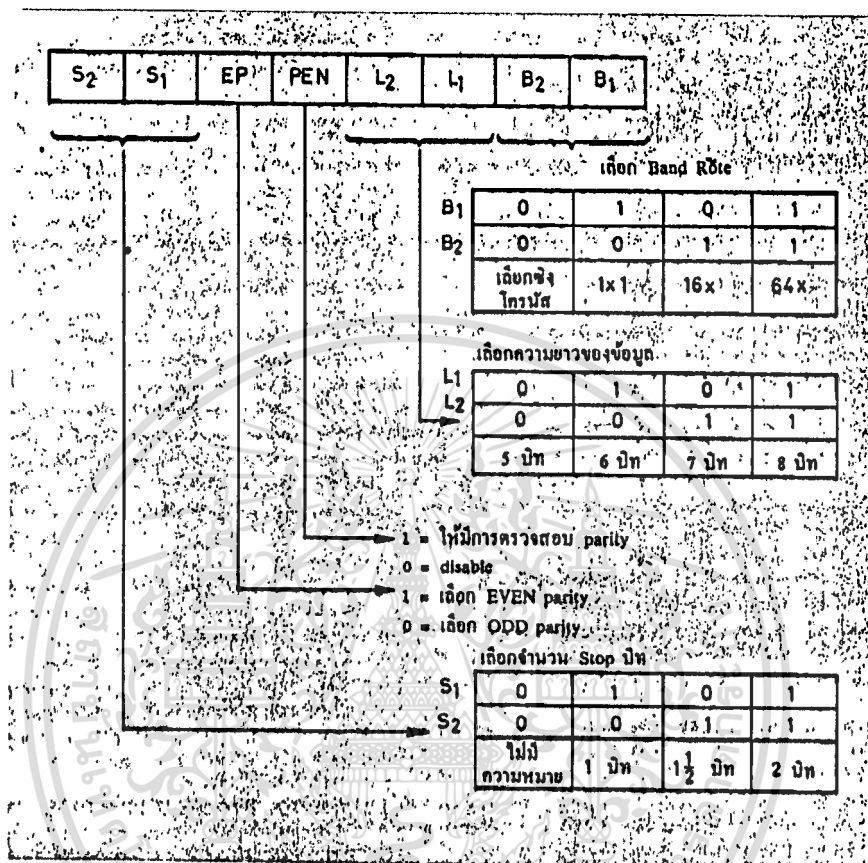 S₂ S₁ EP PEN L₂ L₁ B₂ B₁
เลือก Band Rote
B₁ 0 1 0 1
B₂ 0 0 1 1
เลือกซิง
โครนัส 1x1 16x 64x
เลือกความยาวของข้อมูล
L₁ 0 1 0 1
L₂ 0 0 1 1
5 บิท 6 บิท 7 บิท 8 บิท
1 = ให้มีการตรวจสอบ parity
0 = disable
1 = เลือก EVEN parity
0 = เลือก ODD parity
เลือกจำนวน Stop บิท
S₁ 0 1 0 1
S₂ 0 0 1 1
ไม่มี
ความหมาย 1 บิท 1½ บิท 2 บิท